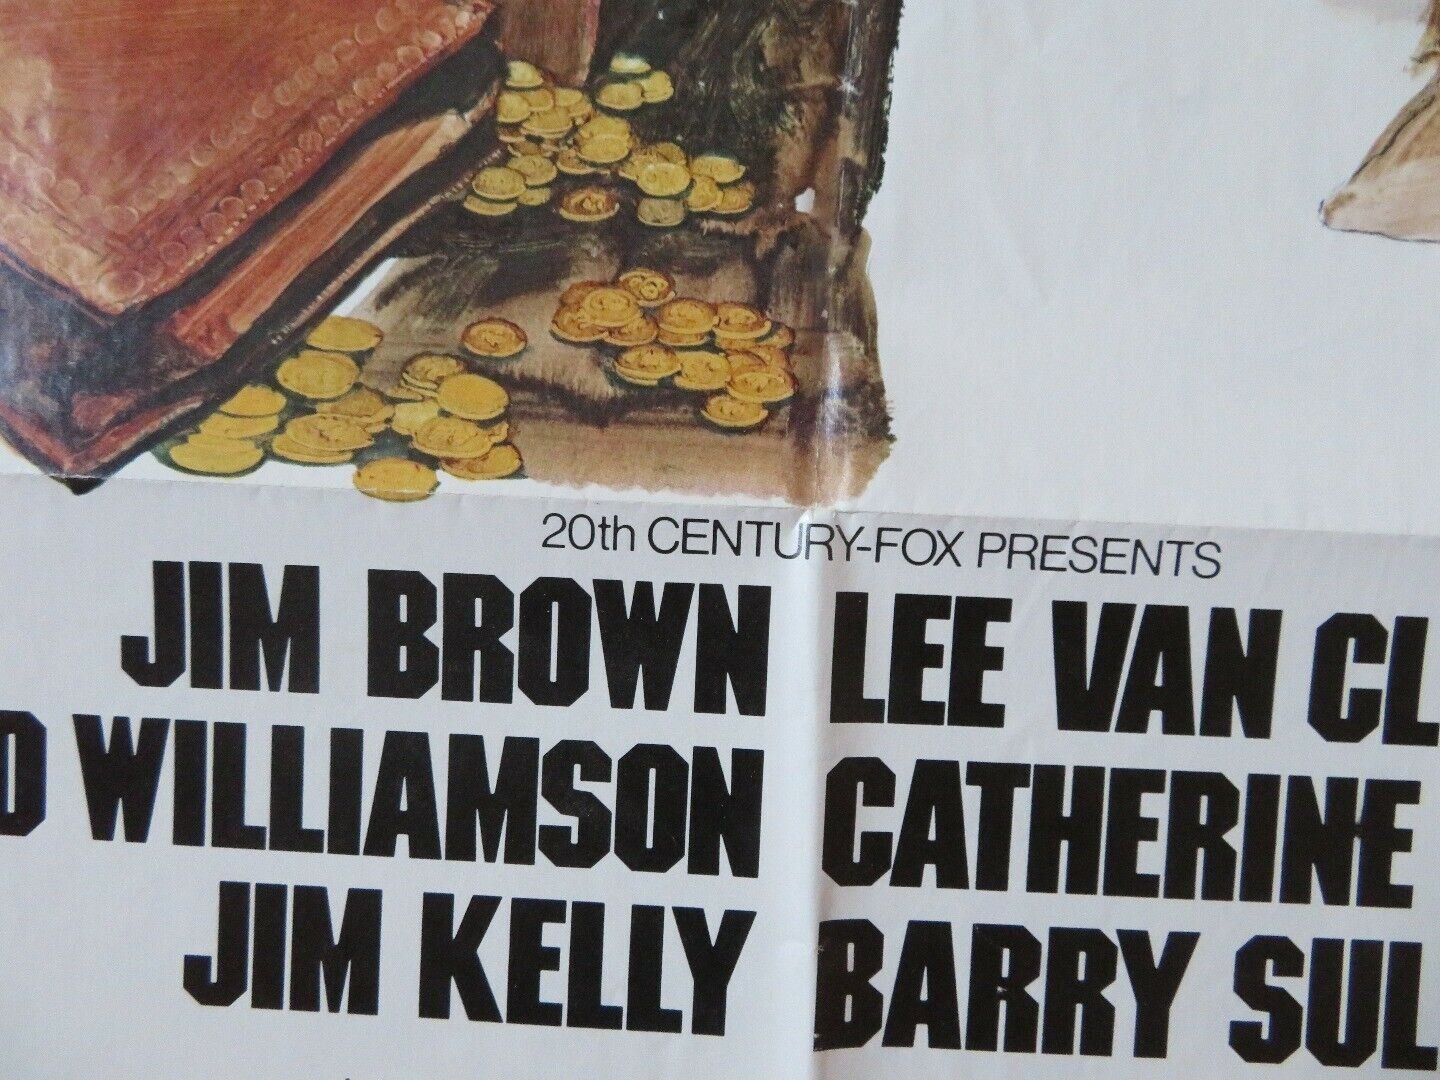 20th CENTURY-FOX PRESENTS
JIM BROWN LEE VAN CL
D WILLIAMSON CATHERINE
JIM KELLY BARRY SUL